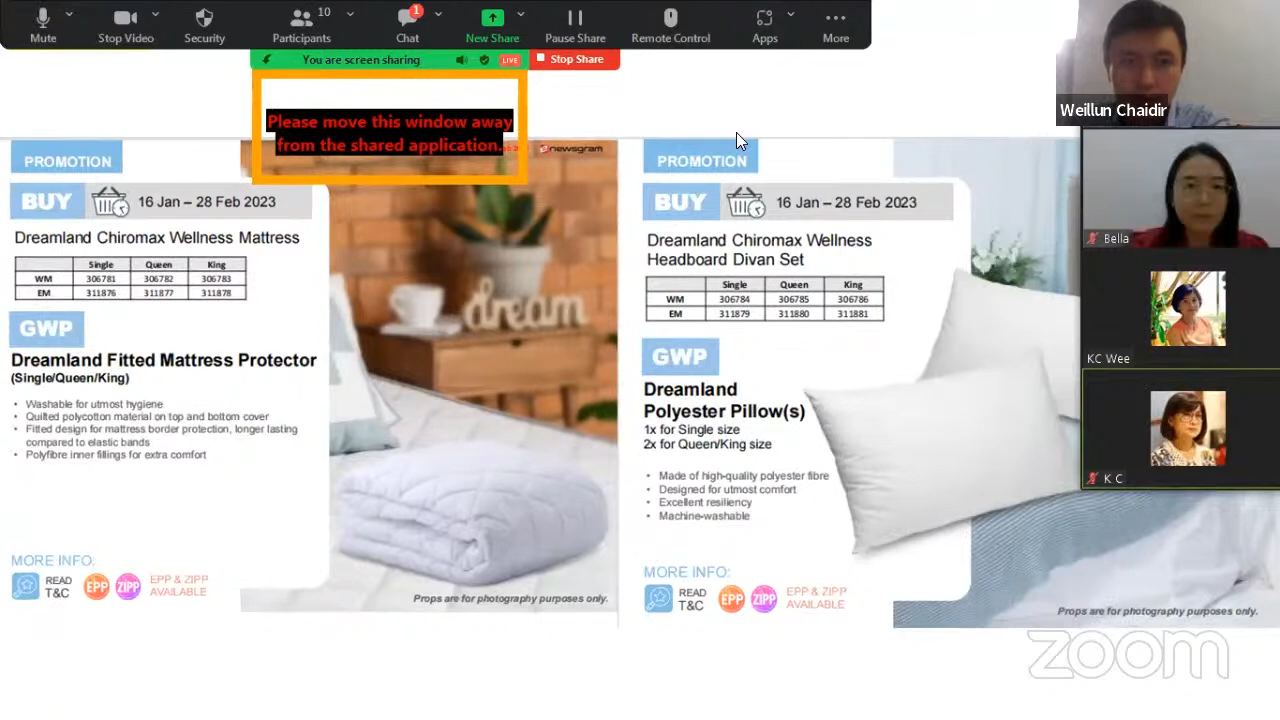 10
1
Mute
Stop Video
Security
Participants
Chat
New Share
Pause Share
Remote Control
Apps
More
You are screen sharing
LIVE
Stop Share
Please move this window away
from the shared application.
Weillun Chaidir
Bella
KC Wee
K C
newsgram
PROMOTION
BUY
16 Jan – 28 Feb 2023
Dreamland Chiromax Wellness Mattress
Single Queen King
WM 306781 306782 306783
EM 311876 311877 311878
GWP
Dreamland Fitted Mattress Protector
(Single/Queen/King)
• Washable for utmost hygiene
• Quilted polycotton material on top and bottom cover
• Fitted design for mattress border protection, longer lasting
compared to elastic bands
• Polyfibre inner fillings for extra comfort
dream
MORE INFO:
READ
T&C
EPP
ZIPP
EPP & ZIPP
AVAILABLE
Props are for photography purposes only.
PROMOTION
BUY
16 Jan – 28 Feb 2023
Dreamland Chiromax Wellness
Headboard Divan Set
Single Queen King
WM 306784 306785 306786
EM 311879 311880 311881
GWP
Dreamland
Polyester Pillow(s)
1x for Single size
2x for Queen/King size
• Made of high-quality polyester fibre
• Designed for utmost comfort
• Excellent resiliency
• Machine-washable
MORE INFO:
READ
T&C
EPP
ZIPP
EPP & ZIPP
AVAILABLE
Props are for photography purposes only.
zoom